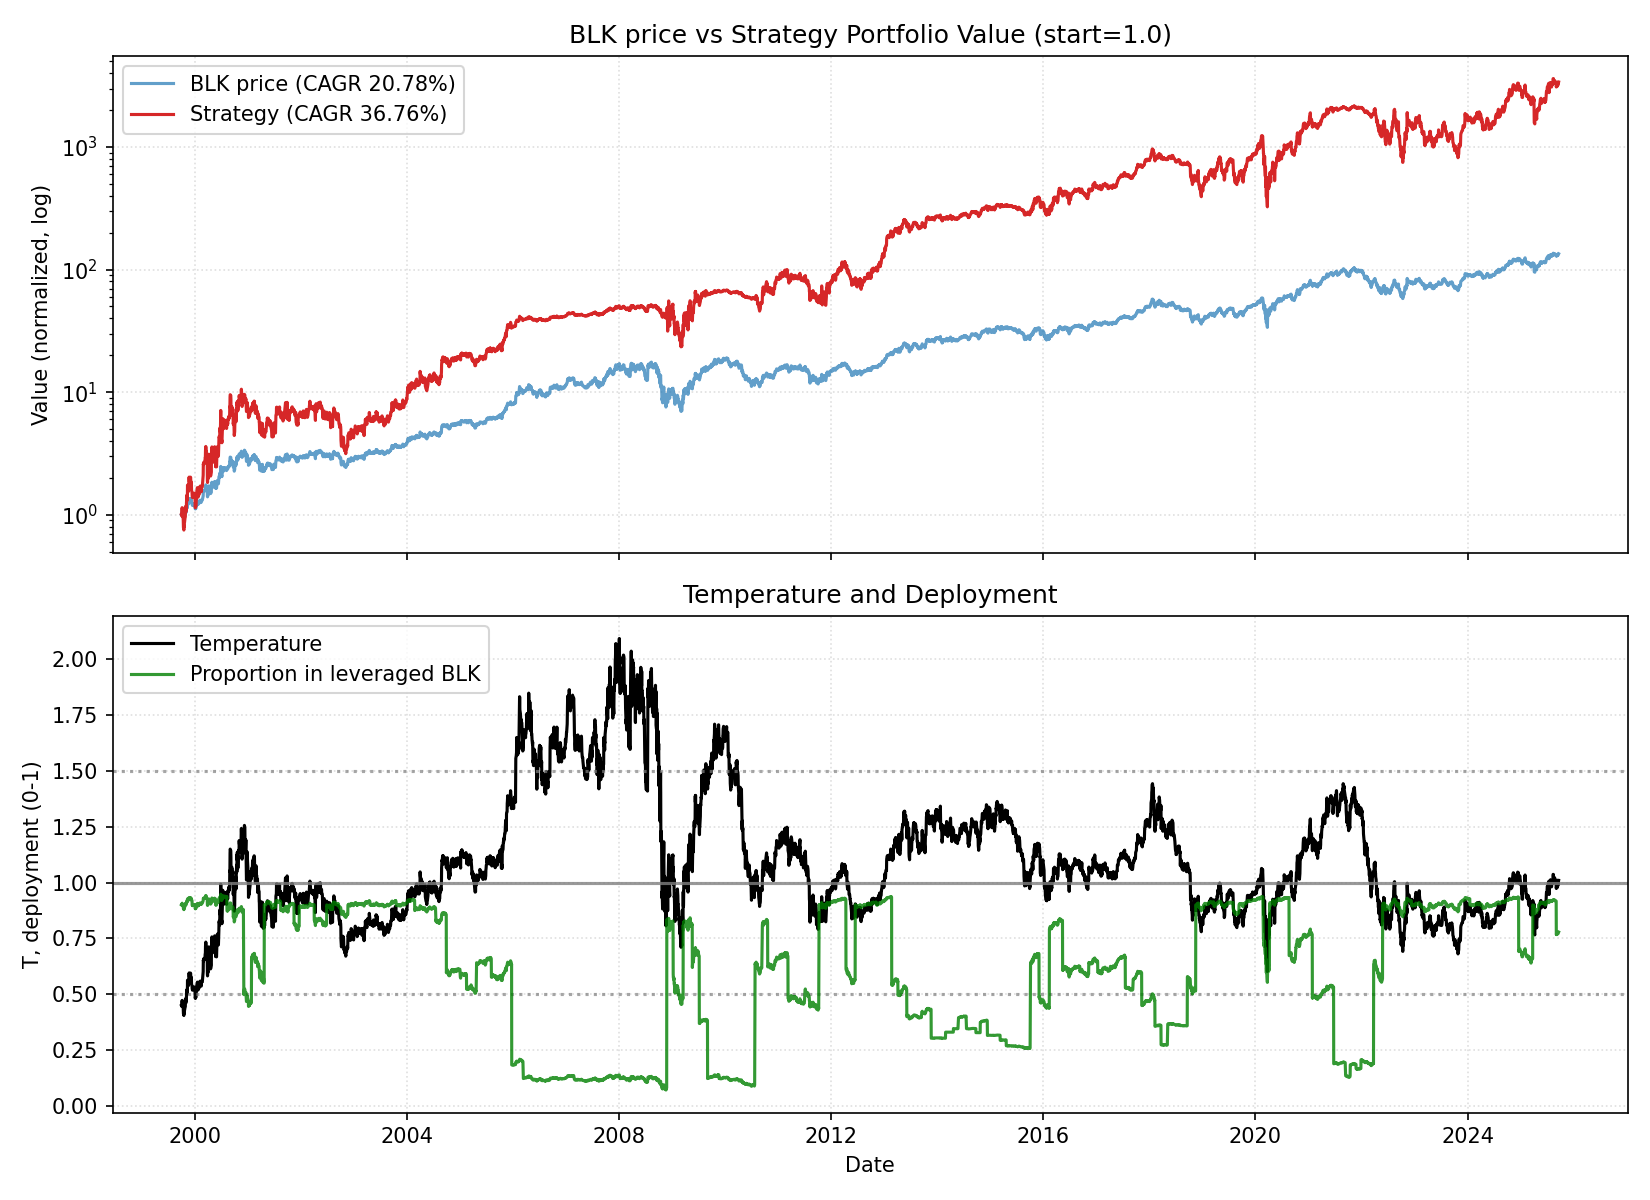 BLK price vs Strategy Portfolio Value (start=1.0)
BLK price (CAGR 20.78%)
Strategy (CAGR 36.76%)
Value (normalized, log)
10³
10²
10¹
10⁰
Temperature and Deployment
Temperature
Proportion in leveraged BLK
T, deployment (0-1)
2.00
1.75
1.50
1.25
1.00
0.75
0.50
0.25
0.00
2000 2004 2008 2012 2016 2020 2024
Date